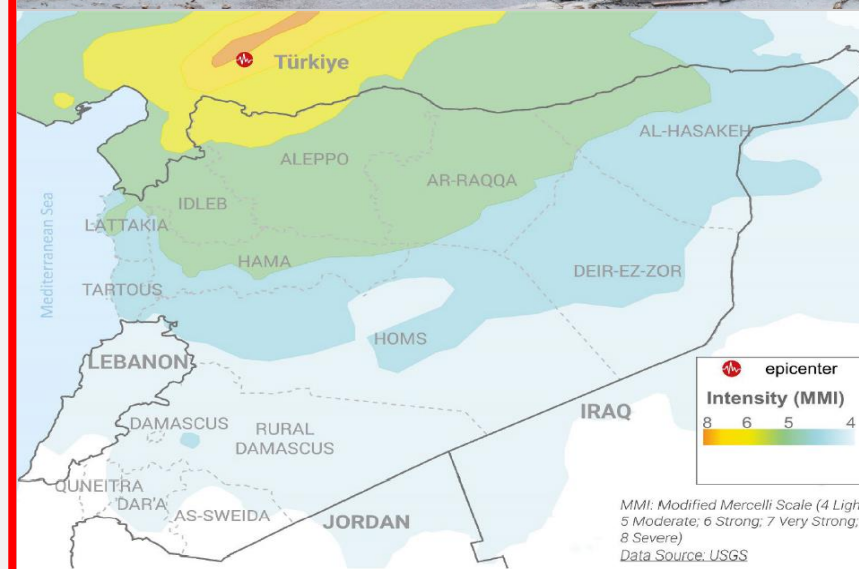 Türkiye
AL-HASAKEH
ALEPPO
AR-RAQQA
IDLEB
LATTAKIA
Mediterranean Sea
HAMA
DEIR-EZ-ZOR
TARTOUS
HOMS
LEBANON
epicenter
Intensity (MMI)
8 6 5 4
IRAQ
DAMASCUS
RURAL
DAMASCUS
QUNEITRA
DAR'A
AS-SWEIDA
JORDAN
MMI: Modified Mercelli Scale (4 Ligh
5 Moderate; 6 Strong; 7 Very Strong;
8 Severe)
Data Source: USGS